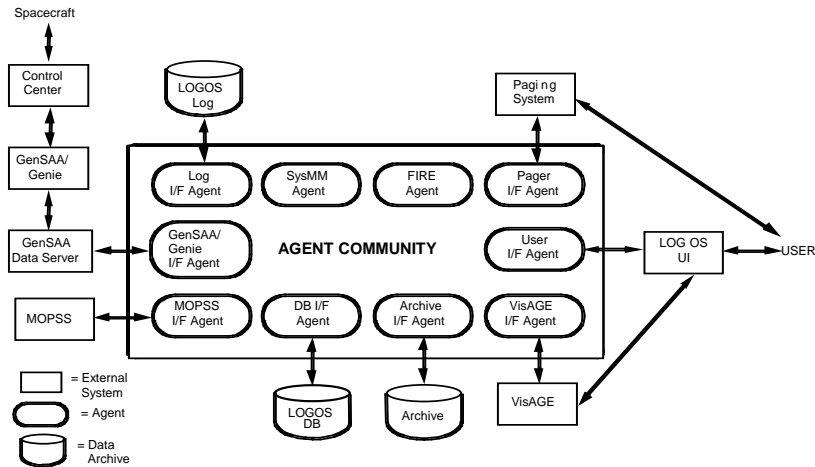 Spacecraft
Control
Center
GenSAA/
Genie
GenSAA
Data Server
MOPSS
LOGOS
Log
Paging
System
Log
I/F Agent
SysMM
Agent
FIRE
Agent
Pager
I/F Agent
GenSAA/
Genie
I/F Agent
AGENT COMMUNITY
User
I/F Agent
LOG OS
UI
USER
MOPSS
I/F Agent
DB I/F
Agent
Archive
I/F Agent
VisAGE
I/F Agent
LOGOS
DB
Archive
VisAGE
= External
System
= Agent
= Data
Archive